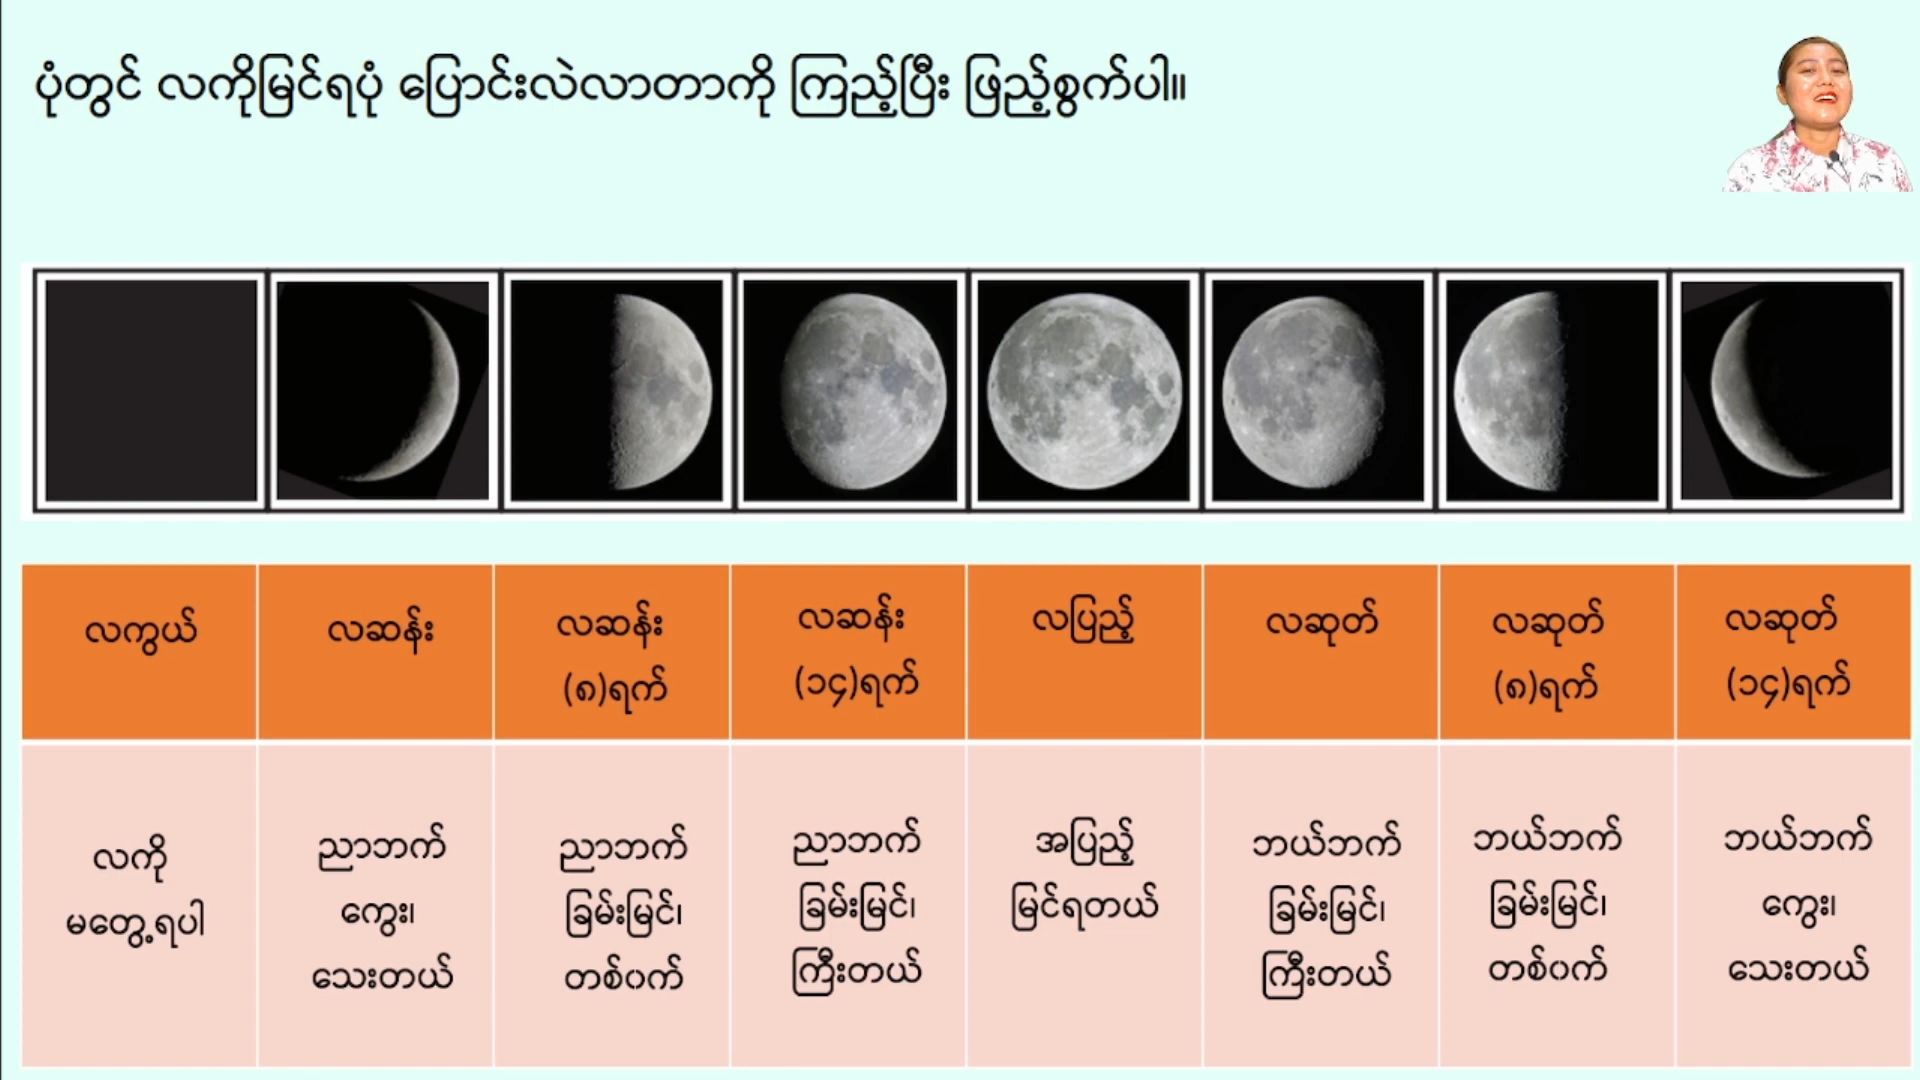 ပုံတွင် လကိုမြင်ရပုံ ပြောင်းလဲလာတာကို ကြည့်ပြီး ဖြည့်စွက်ပါ။
လကွယ်
လဆန်း
လဆန်း
(၈)ရက်
လဆန်း
(၁၄)ရက်
လပြည့်
လဆုတ်
လဆုတ်
(၈)ရက်
လဆုတ်
(၁၄)ရက်
လကို
မတွေ့ရပါ
ညာဘက်
ကွေး၊
သေးတယ်
ညာဘက်
ခြမ်းမြင်၊
တစ်ဝက်
ညာဘက်
ခြမ်းမြင်၊
ကြီးတယ်
အပြည့်
မြင်ရတယ်
ဘယ်ဘက်
ခြမ်းမြင်၊
ကြီးတယ်
ဘယ်ဘက်
ခြမ်းမြင်၊
တစ်ဝက်
ဘယ်ဘက်
ကွေး၊
သေးတယ်